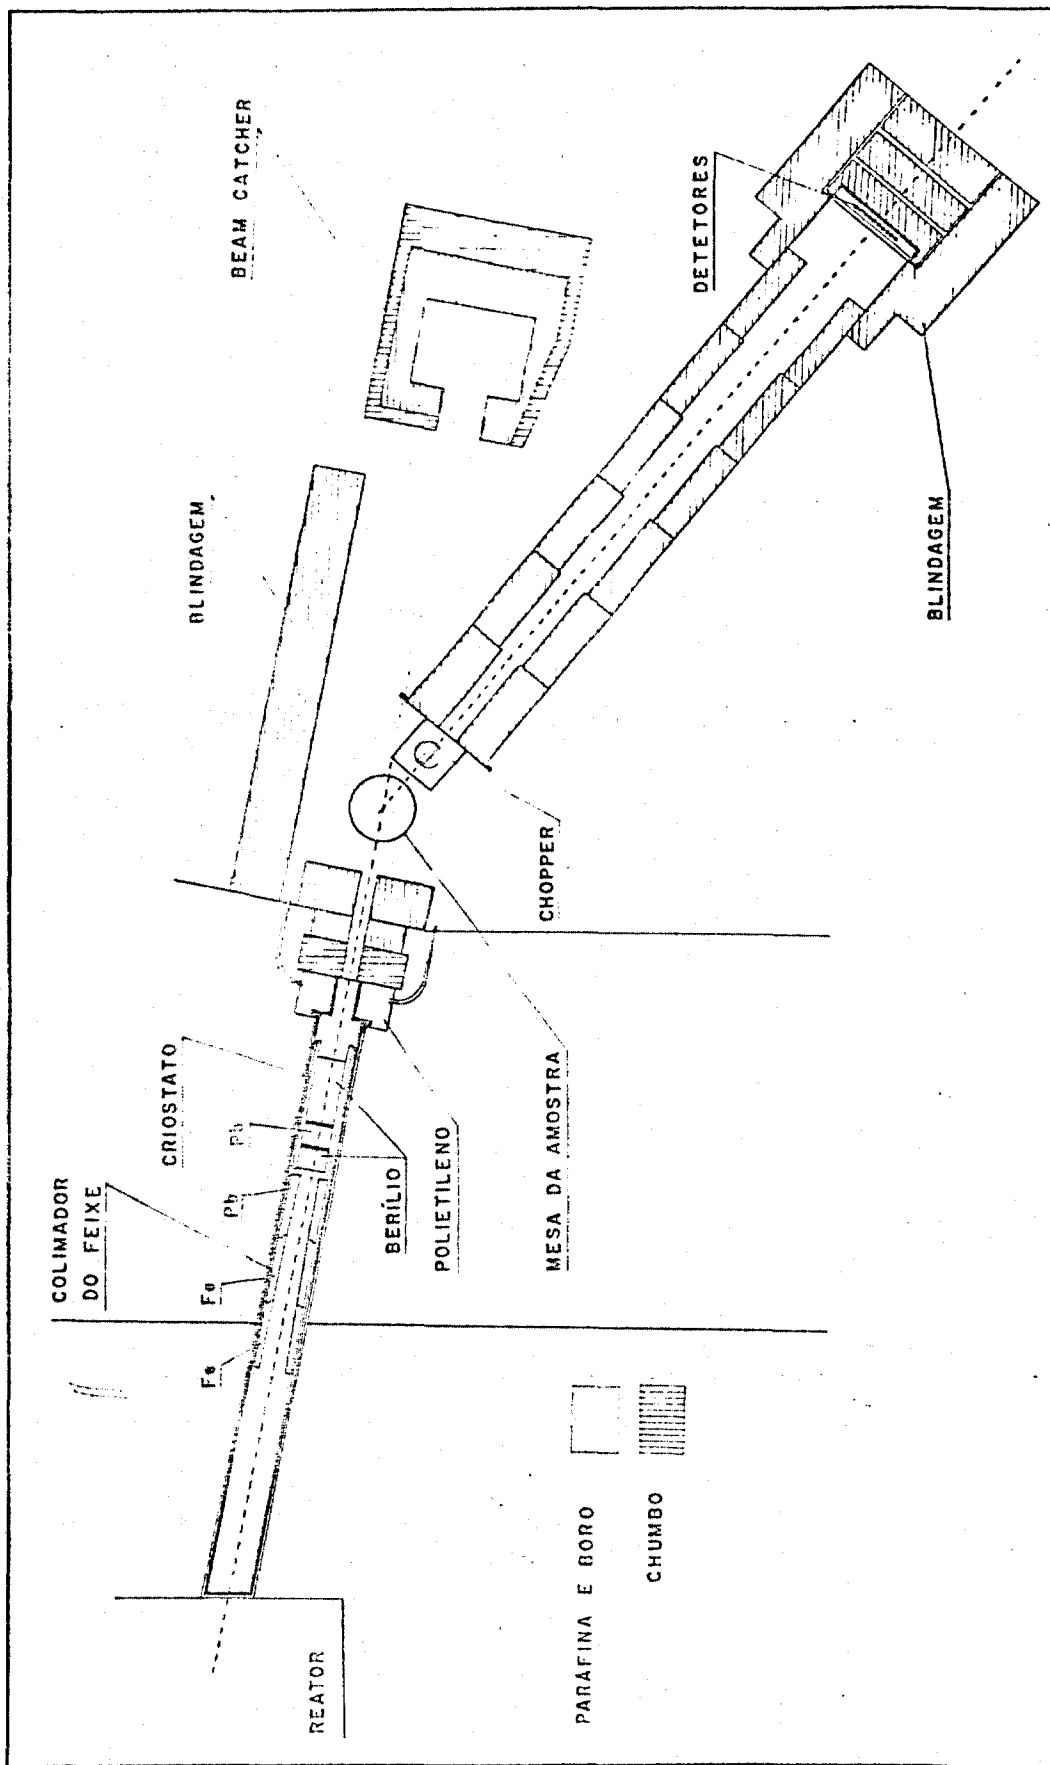 COLIMADOR
DO FEIXE
CRIOSTATO
BLINDAGEM
BEAM CATCHER
Fe
Fe
Pb
Pb
BERÍLIO
POLIETILENO
MESA DA AMOSTRA
CHOPPER
DETETORES
BLINDAGEM
REATOR
PARAFINA E BORO
CHUMBO